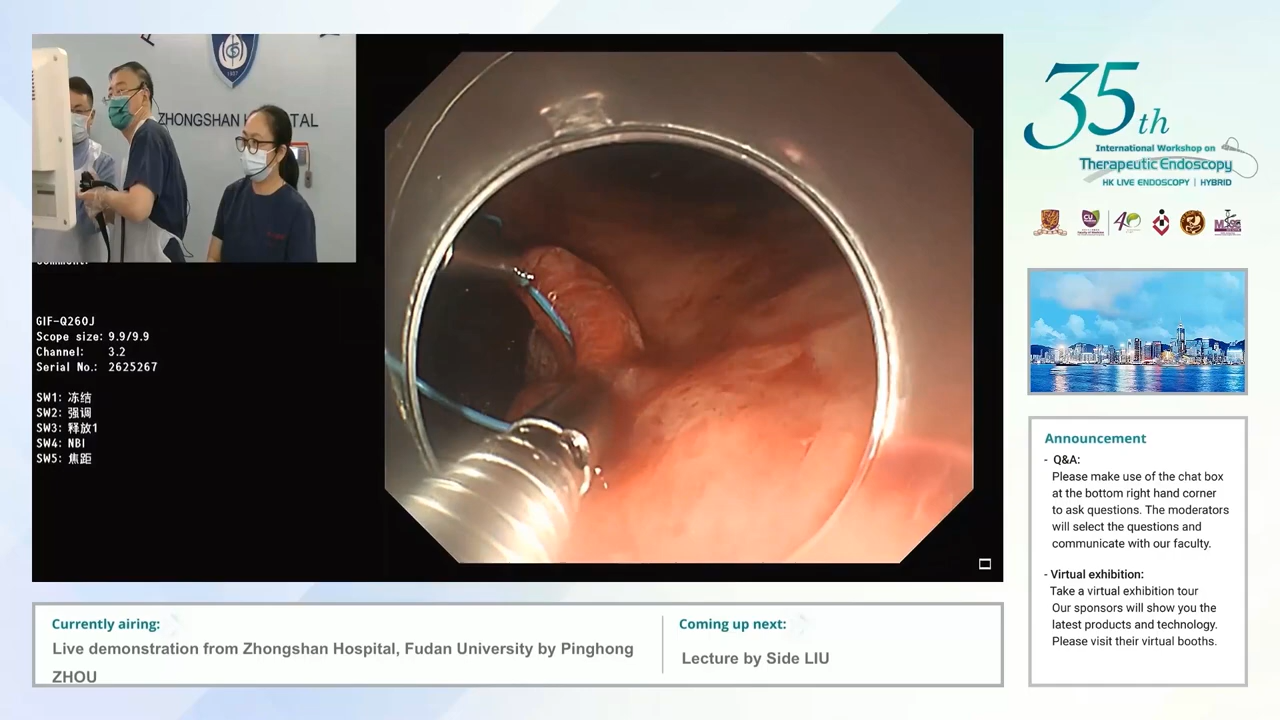 ZHONGSHAN H TAL
1937
Comment:
GIF-Q260J
Scope size: 9.9/9.9
Channel: 3.2
Serial No.: 2625267
SW1: 冻结
SW2: 强调
SW3: 释放1
SW4: NBI
SW5: 焦距
35th
International Workshop on
Therapeutic Endoscopy
HK LIVE ENDOSCOPY | HYBRID
CU
40
Announcement
- Q&A:
Please make use of the chat box
at the bottom right hand corner
to ask questions. The moderators
will select the questions and
communicate with our faculty.
- Virtual exhibition:
Take a virtual exhibition tour
Our sponsors will show you the
latest products and technology.
Please visit their virtual booths.
Currently airing:
Live demonstration from Zhongshan Hospital, Fudan University by Pinghong
ZHOU
Coming up next:
Lecture by Side LIU